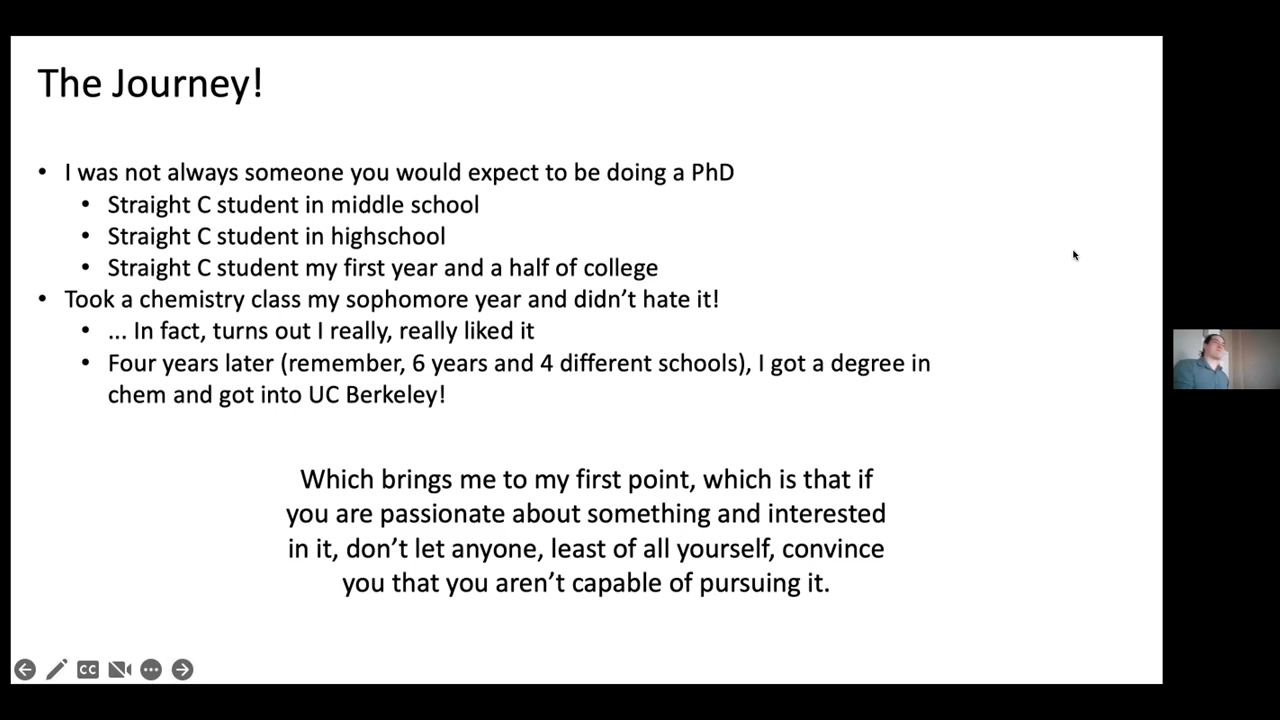 The Journey!
• I was not always someone you would expect to be doing a PhD
• Straight C student in middle school
• Straight C student in highschool
• Straight C student my first year and a half of college
• Took a chemistry class my sophomore year and didn’t hate it!
• ... In fact, turns out I really, really liked it
• Four years later (remember, 6 years and 4 different schools), I got a degree in
chem and got into UC Berkeley!
Which brings me to my first point, which is that if
you are passionate about something and interested
in it, don’t let anyone, least of all yourself, convince
you that you aren’t capable of pursuing it.
CC